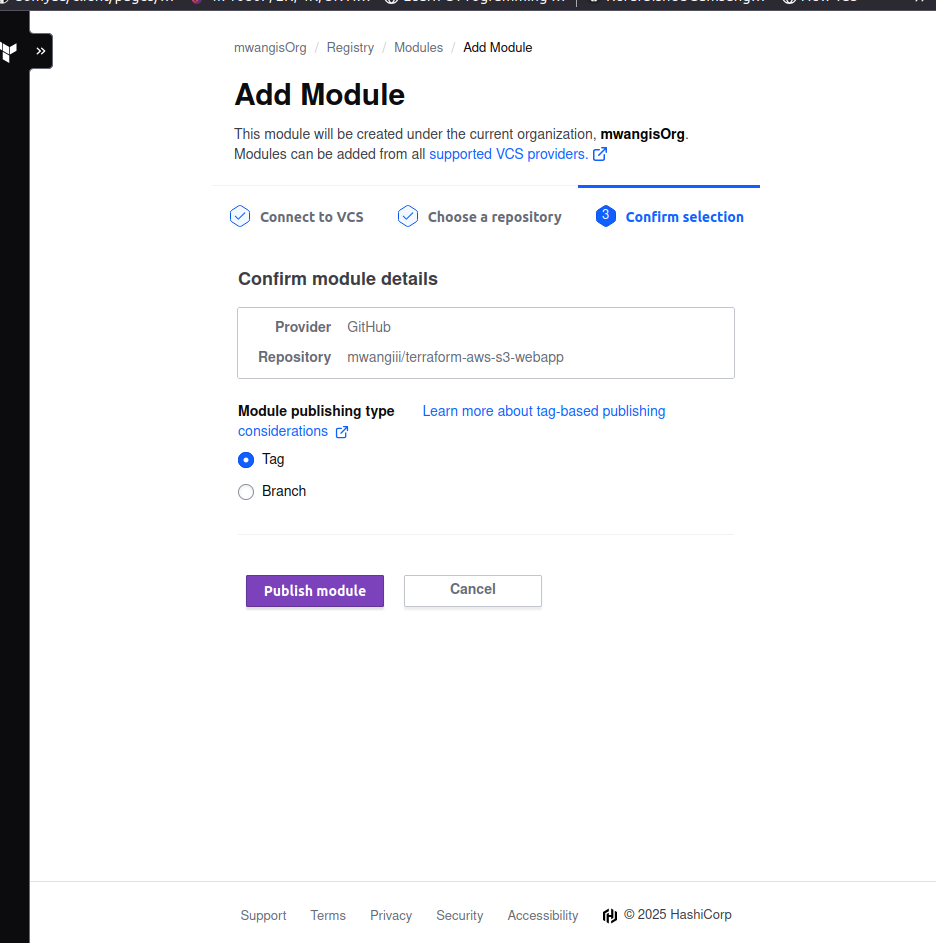 mwangisOrg / Registry / Modules / Add Module
Add Module
This module will be created under the current organization, mwangisOrg.
Modules can be added from all supported VCS providers.
Connect to VCS
Choose a repository
3 Confirm selection
Confirm module details
Provider GitHub
Repository mwangiii/terraform-aws-s3-webapp
Module publishing type Learn more about tag-based publishing
considerations
Tag
Branch
Publish module Cancel
Support Terms Privacy Security Accessibility © 2025 HashiCorp